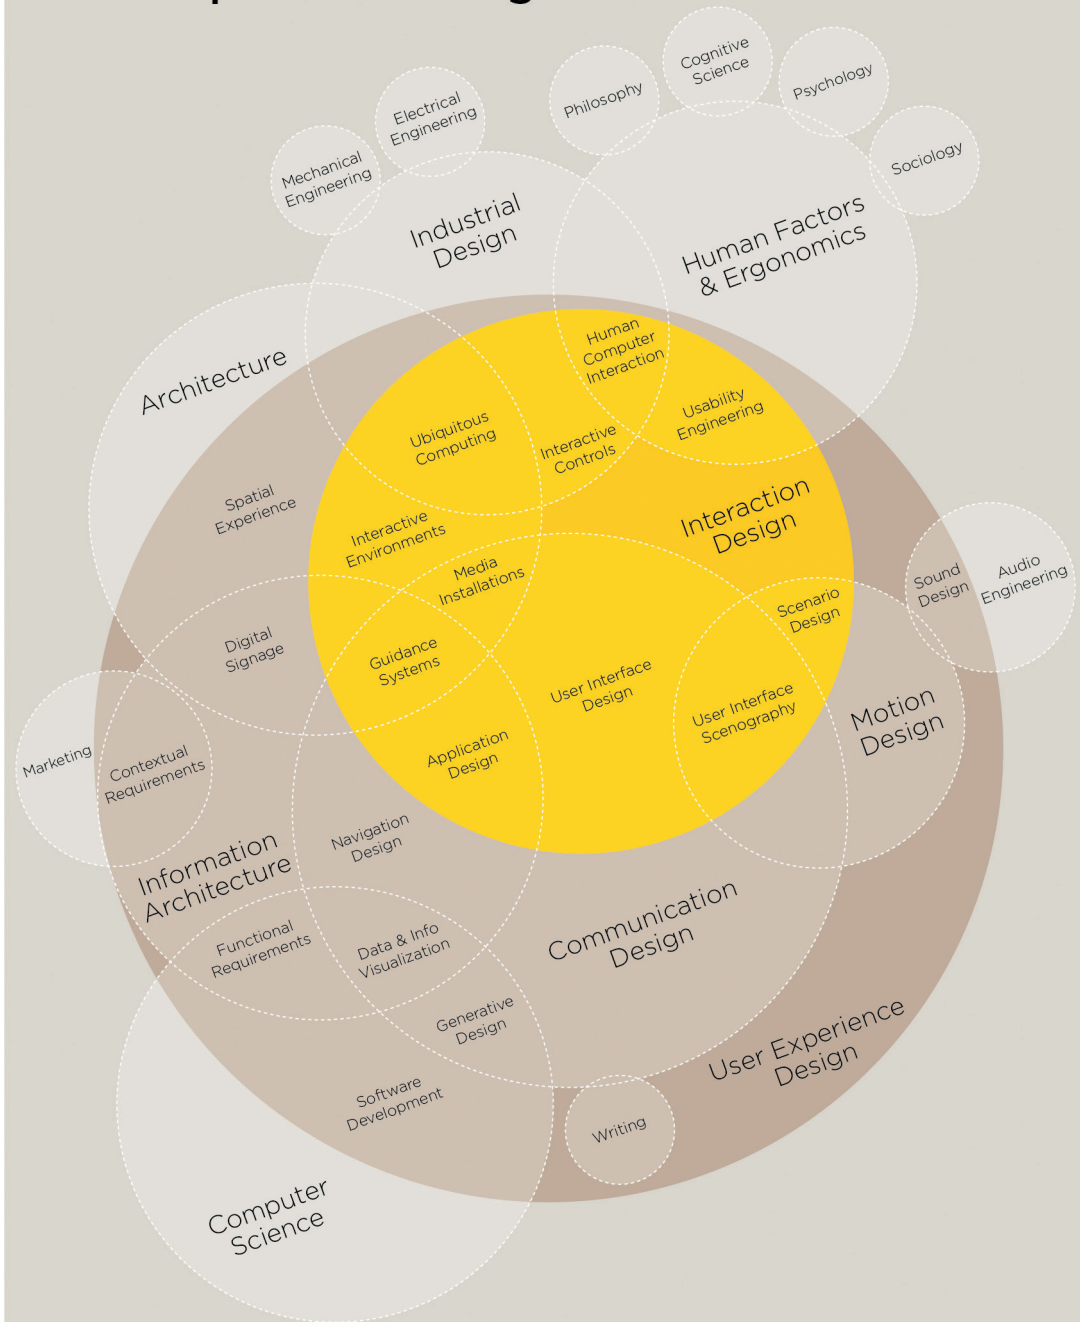 Cognitive
Science
Philosophy
Psychology
Electrical
Engineering
Sociology
Mechanical
Engineering
Industrial
Design
Human Factors
& Ergonomics
Human
Computer
Interaction
Architecture
Usability
Engineering
Ubiquitous
Computing
Interactive
Controls
Spatial
Experience
Interaction
Design
Interactive
Environments
Media
Installations
Sound
Design
Audio
Engineering
Scenario
Design
Digital
Signage
Guidance
Systems
User Interface
Design
User Interface
Scenography
Motion
Design
Marketing
Contextual
Requirements
Application
Design
Navigation
Design
Information
Architecture
Functional
Requirements
Data & Info
Visualization
Communication
Design
Generative
Design
User Experience
Design
Software
Development
Writing
Computer
Science